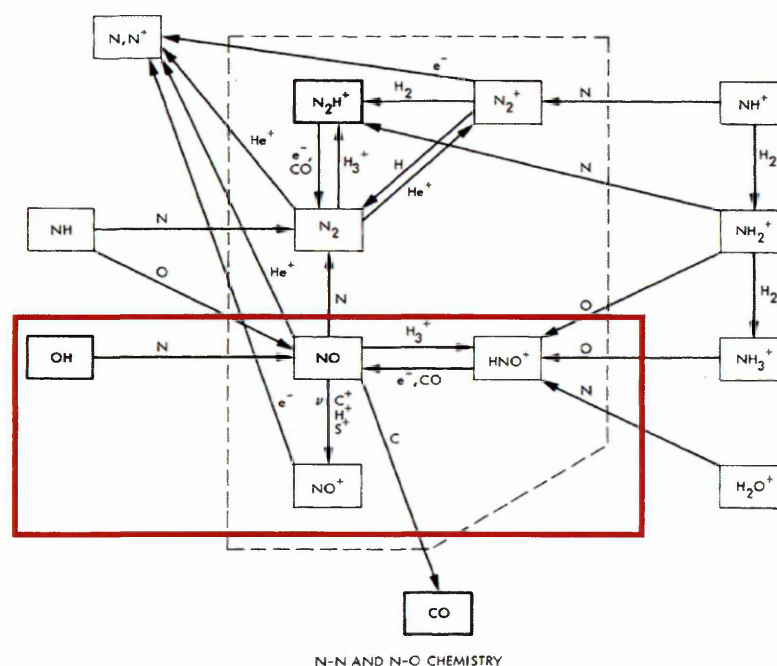 N, N⁺
e⁻
N₂H⁺
H₂
N₂⁺
N
NH⁺
He⁺
e⁻
CO,
H₃⁺
H
He⁺
N
H₂
NH
N
N₂
NH₂⁺
O
He⁺
N
O
H₂
OH
N
NO
H₃⁺
e⁻, CO
HNO⁺
O
NH₃⁺
e⁻
ν
C⁺
H⁺
S⁺
C
N
NO⁺
H₂O⁺
CO
N-N AND N-O CHEMISTRY